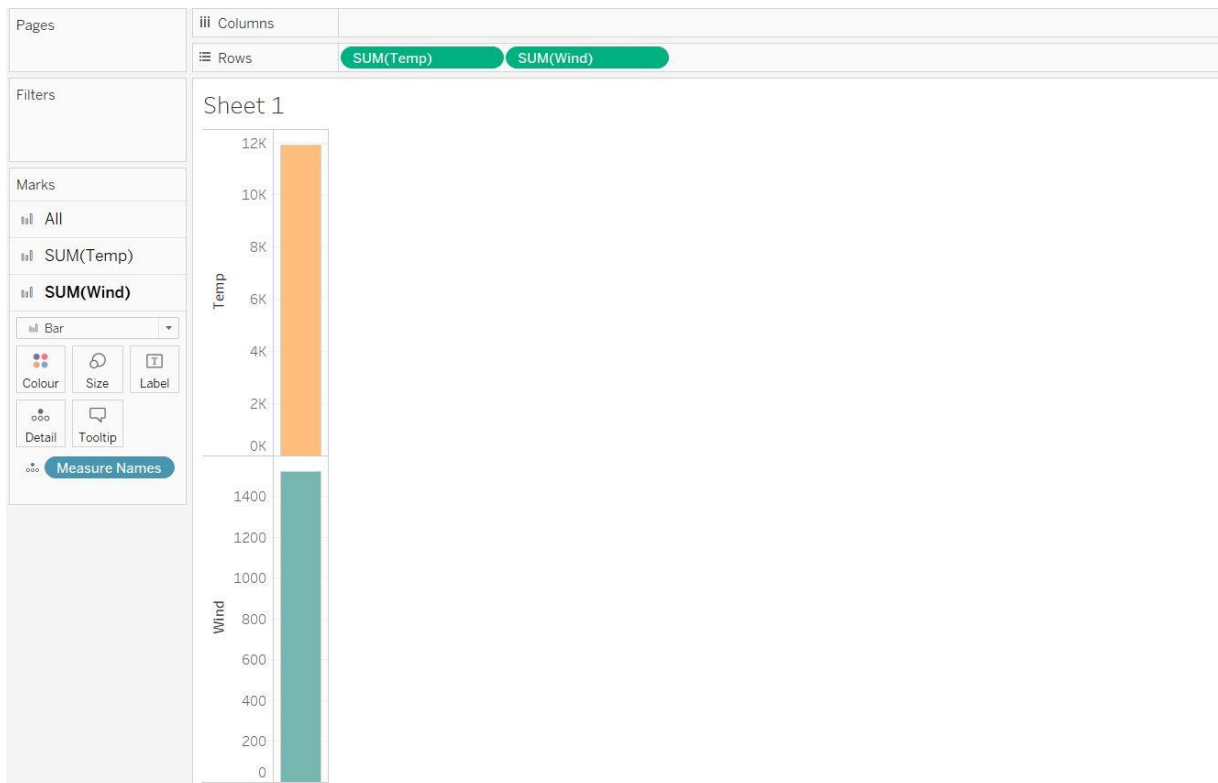 Pages
Columns
Rows
SUM(Temp)
SUM(Wind)
Filters
Marks
All
SUM(Temp)
SUM(Wind)
Bar
Colour
Size
Label
Detail
Tooltip
Measure Names
Sheet 1
12K
10K
8K
6K
4K
2K
0K
Temp
1400
1200
1000
800
600
400
200
0
Wind